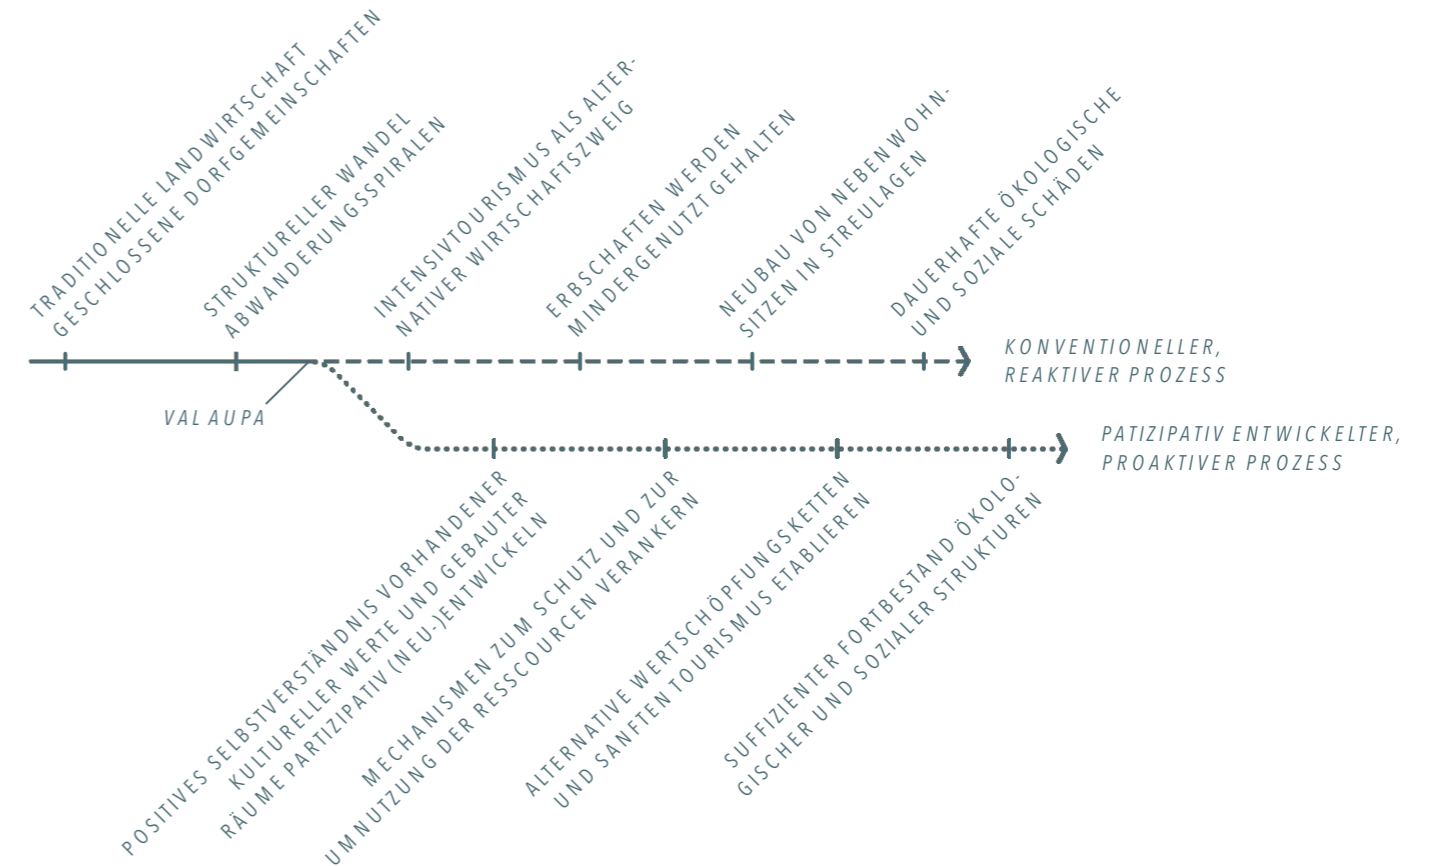 TRADITIONELLE LANDWIRTSCHAFT
GESCHLOSSENE DORFGEMEINSCHAFTEN
STRUKTURELLER WANDEL
ABWANDERUNGSSPIRALEN
INTENSIVTOURISMUS ALS ALTER-
NATIVER WIRTSCHAFTSZWEIG
ERBSCHAFTEN WERDEN
MINDERGENUTZT GEHALTEN
NEUBAU VON NEBENWOHN-
SITZEN IN STREULAGEN
DAUERHAFTE ÖKOLOGISCHE
UND SOZIALE SCHÄDEN
KONVENTIONELLER,
REAKTIVER PROZESS
VAL AUPA
PATIZIPATIV ENTWICKELTER,
PROAKTIVER PROZESS
POSITIVES SELBSTVERSTÄNDNIS VORHANDENER
KULTURELLER WERTE UND GEBAUTER
RÄUME PARTIZIPATIV (NEU-)ENTWICKELN
MECHANISMEN ZUM SCHUTZ UND ZUR
UMNUTZUNG DER RESSCOURCEN VERANKERN
ALTERNATIVE WERTSCHÖPFUNGSKETTEN
UND SANFTEN TOURISMUS ETABLIEREN
SUFFIZIENTER FORTBESTAND ÖKOLO-
GISCHER UND SOZIALER STRUKTUREN